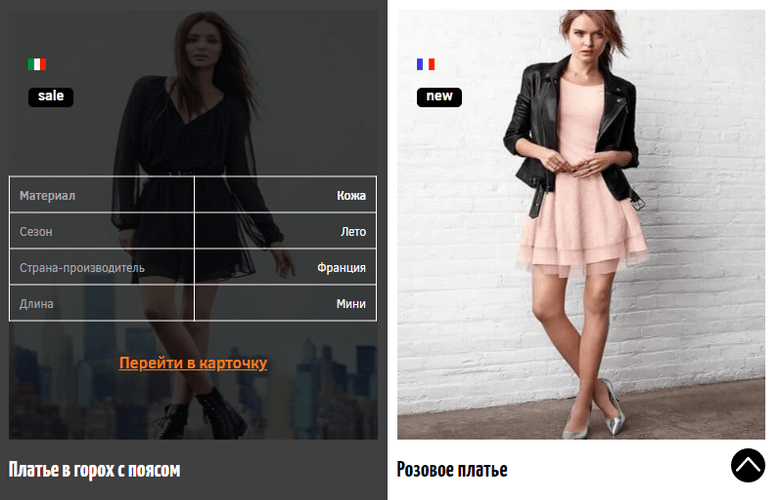 sale
Материал Кожа
Сезон Лето
Страна-производитель Франция
Длина Мини
Перейти в карточку
Платье в горох с поясом
new
Розовое платье